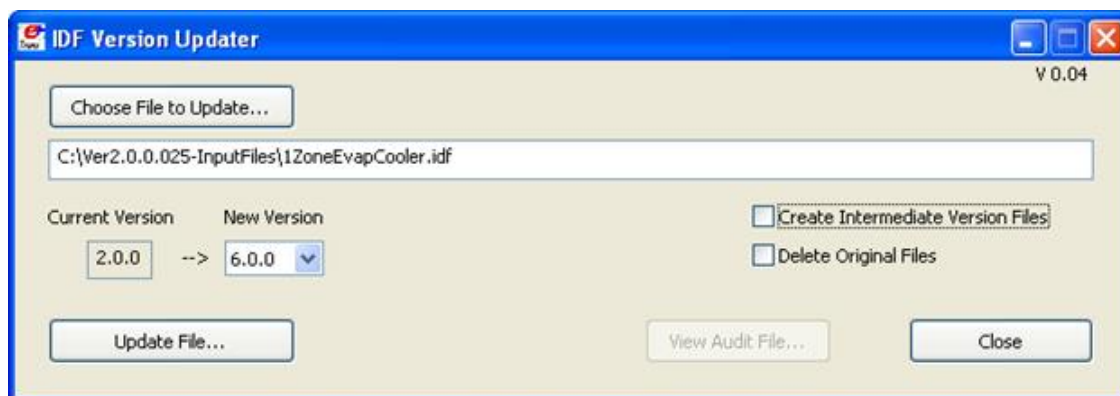 IDF Version Updater
V 0.04
Choose File to Update...
C:\Ver2.0.0.025-InputFiles\1ZoneEvapCooler.idf
Current Version New Version
Create Intermediate Version Files
2.0.0 --> 6.0.0
Delete Original Files
Update File... View Audit File... Close